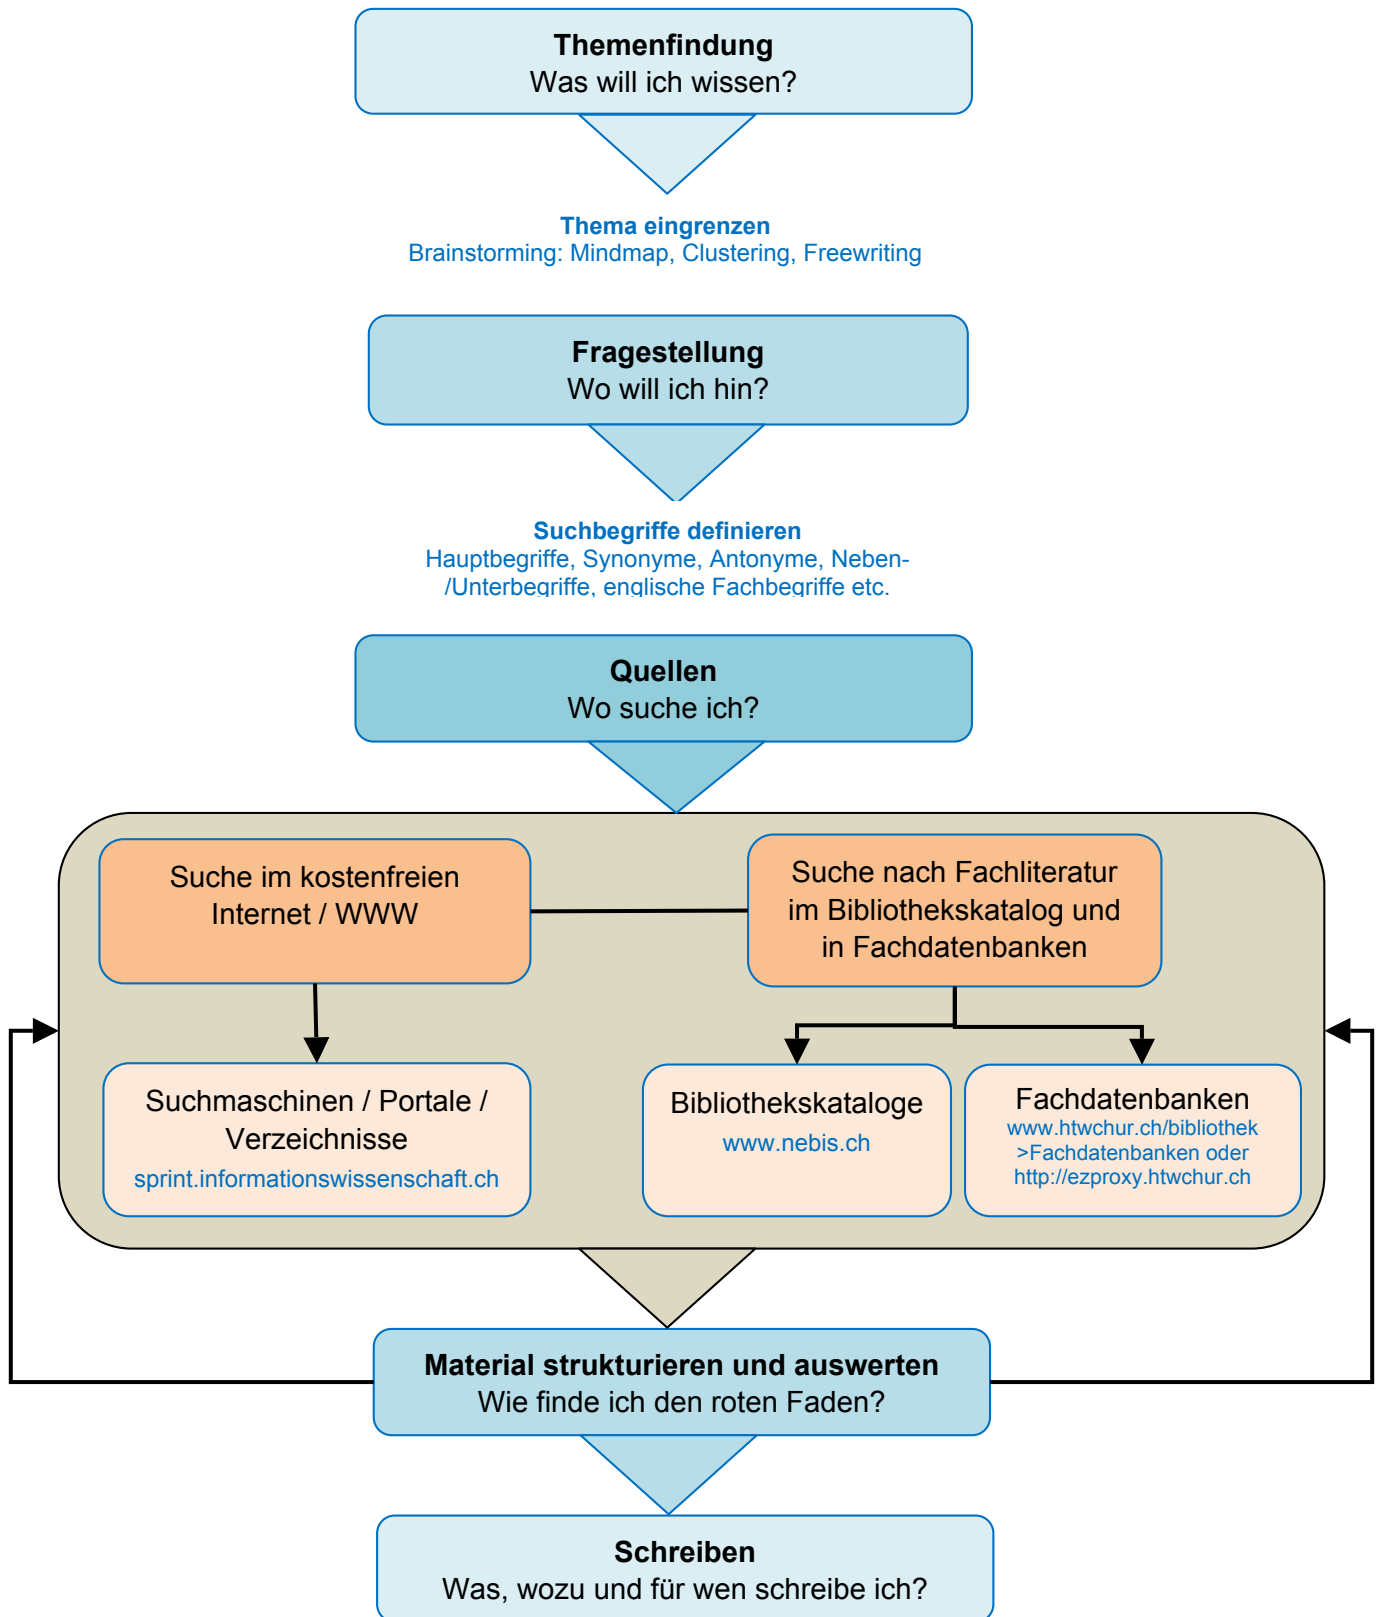 Themenfindung
Was will ich wissen?
Thema eingrenzen
Brainstorming: Mindmap, Clustering, Freewriting
Fragestellung
Wo will ich hin?
Suchbegriffe definieren
Hauptbegriffe, Synonyme, Antonyme, Neben-
/Unterbegriffe, englische Fachbegriffe etc.
Quellen
Wo suche ich?
Suche im kostenfreien
Internet / WWW
Suche nach Fachliteratur
im Bibliothekskatalog und
in Fachdatenbanken
Suchmaschinen / Portale /
Verzeichnisse
sprint.informationswissenschaft.ch
Bibliothekskataloge
www.nebis.ch
Fachdatenbanken
www.htwchur.ch/bibliothek
>Fachdatenbanken oder
http://ezproxy.htwchur.ch
Material strukturieren und auswerten
Wie finde ich den roten Faden?
Schreiben
Was, wozu und für wen schreibe ich?